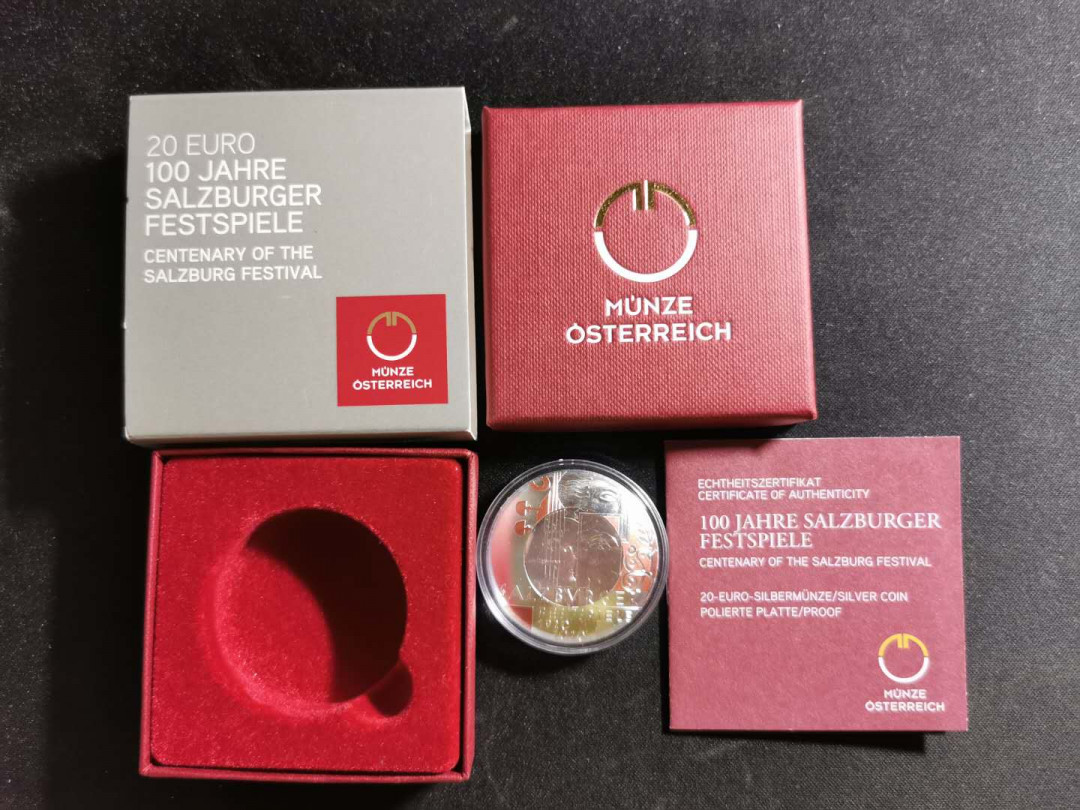 20 EURO
100 JAHRE
SALZBURGER
FESTSPIELE
CENTENARY OF THE
SALZBURG FESTIVAL
MÜNZE
ÖSTERREICH
MÜNZE
ÖSTERREICH
SALZBURGER
FESTSPIELE
ECHTHEITSZERTIFIKAT
CERTIFICATE OF AUTHENTICITY
100 JAHRE SALZBURGER
FESTSPIELE
CENTENARY OF THE SALZBURG FESTIVAL
20-EURO-SILBERMÜNZE/SILVER COIN
POLIERTE PLATTE/PROOF
MÜNZE
ÖSTERREICH